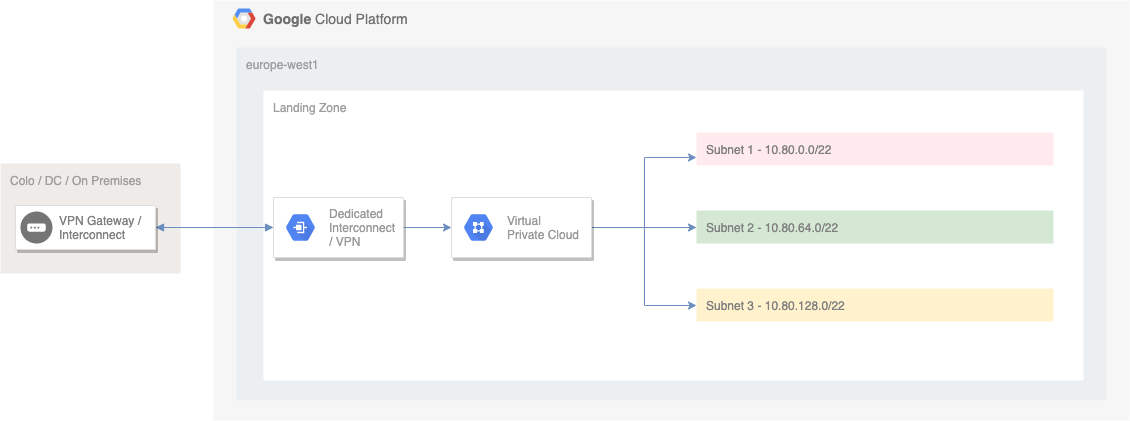 Google Cloud Platform
europe-west1
Landing Zone
Colo / DC / On Premises
VPN Gateway /
Interconnect
Dedicated
Interconnect
/ VPN
Virtual
Private Cloud
Subnet 1 - 10.80.0.0/22
Subnet 2 - 10.80.64.0/22
Subnet 3 - 10.80.128.0/22